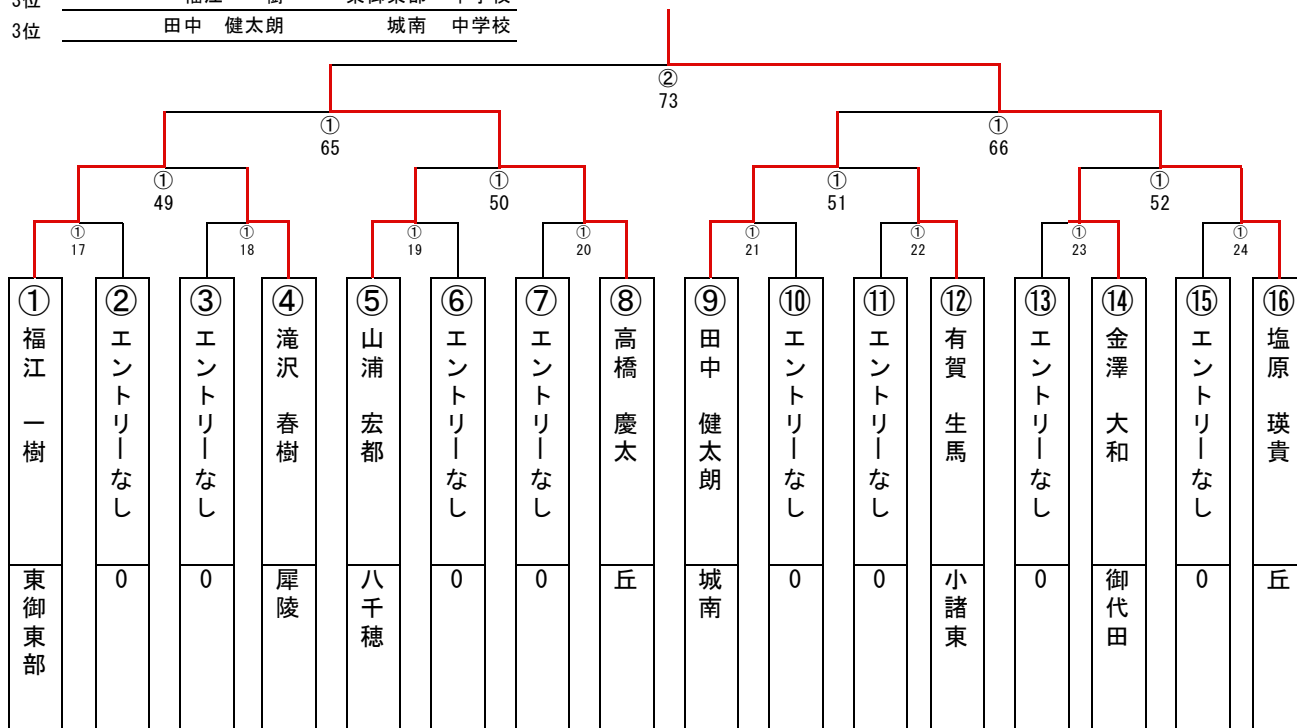 3位
3位 田中 健太朗 城南 中学校
②
73
①
65
①
66
①
49
①
50
①
51
①
52
①
17
①
18
①
19
①
20
①
21
①
22
①
23
①
24
①
福江 一樹
東御東部
②
エントリーなし
0
③
エントリーなし
0
④
滝沢 春樹
犀陵
⑤
山浦 宏都
八千穂
⑥
エントリーなし
0
⑦
エントリーなし
0
⑧
高橋 慶太
丘
⑨
田中 健太朗
城南
⑩
エントリーなし
0
⑪
エントリーなし
0
⑫
有賀 生馬
小諸東
⑬
エントリーなし
0
⑭
金澤 大和
御代田
⑮
エントリーなし
0
⑯
塩原 瑛貴
丘